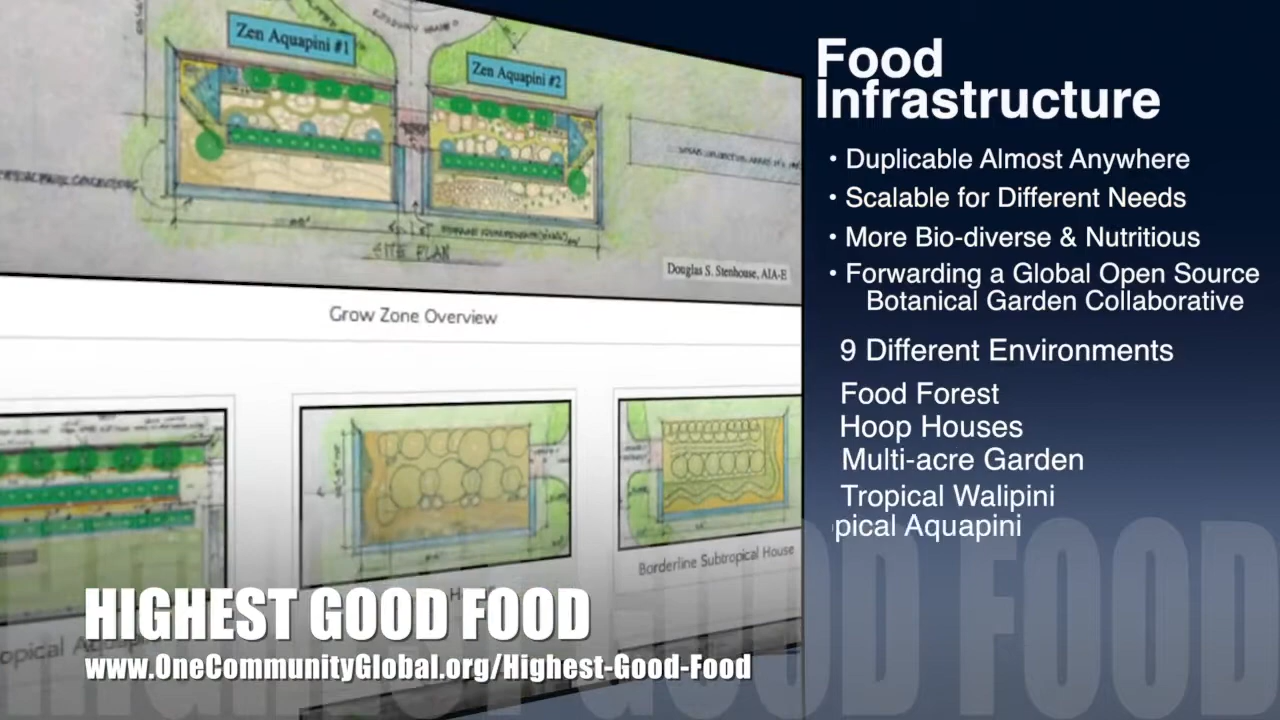 Zen Aquapini #1
Zen Aquapini #2
SITE PLAN
Douglas S. Stenhouse, AIA-E
Grow Zone Overview
Borderline Subtropical House
HIGHEST GOOD FOOD
www.OneCommunityGlobal.org/Highest-Good-Food
Food
Infrastructure
• Duplicable Almost Anywhere
• Scalable for Different Needs
• More Bio-diverse & Nutritious
• Forwarding a Global Open Source
Botanical Garden Collaborative
9 Different Environments
Food Forest
Hoop Houses
Multi-acre Garden
Tropical Walipini
pical Aquapini
HIGHEST GOOD FOOD